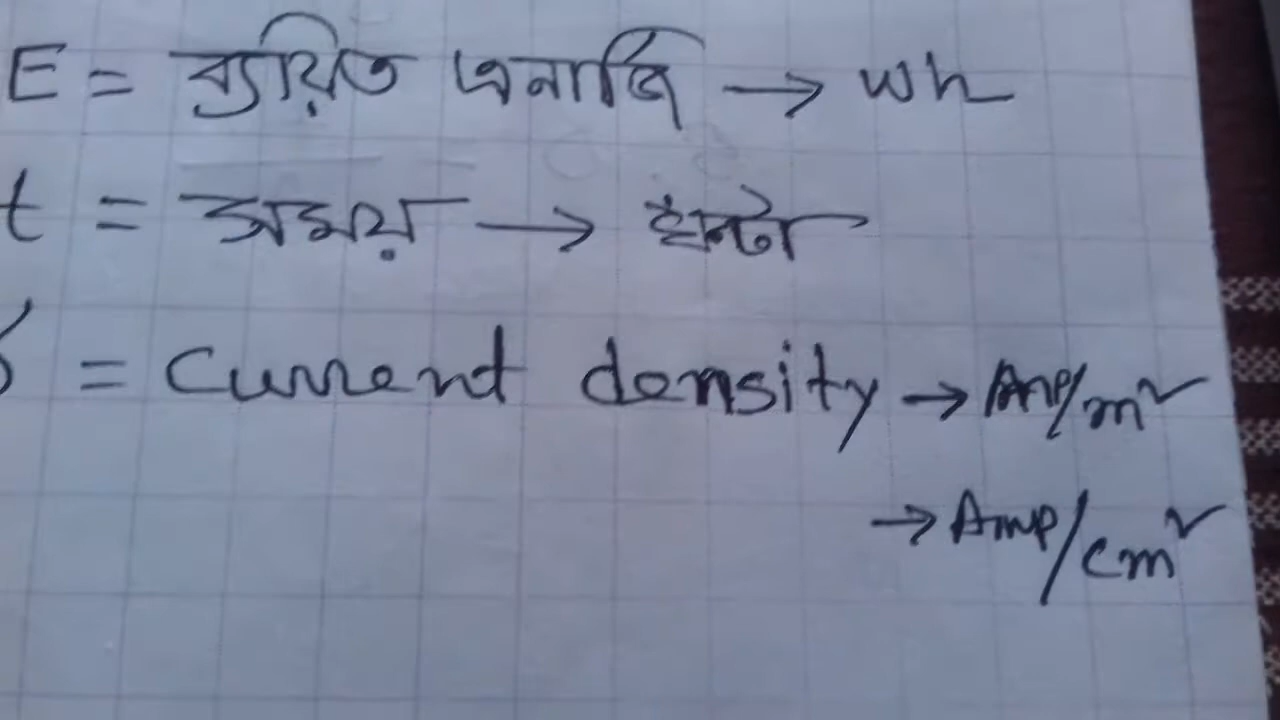 E = ব্যয়িত এনার্জি → wh
t = সময় → ঘন্টা
δ = Current density → Amp/m²
→ Amp/cm²